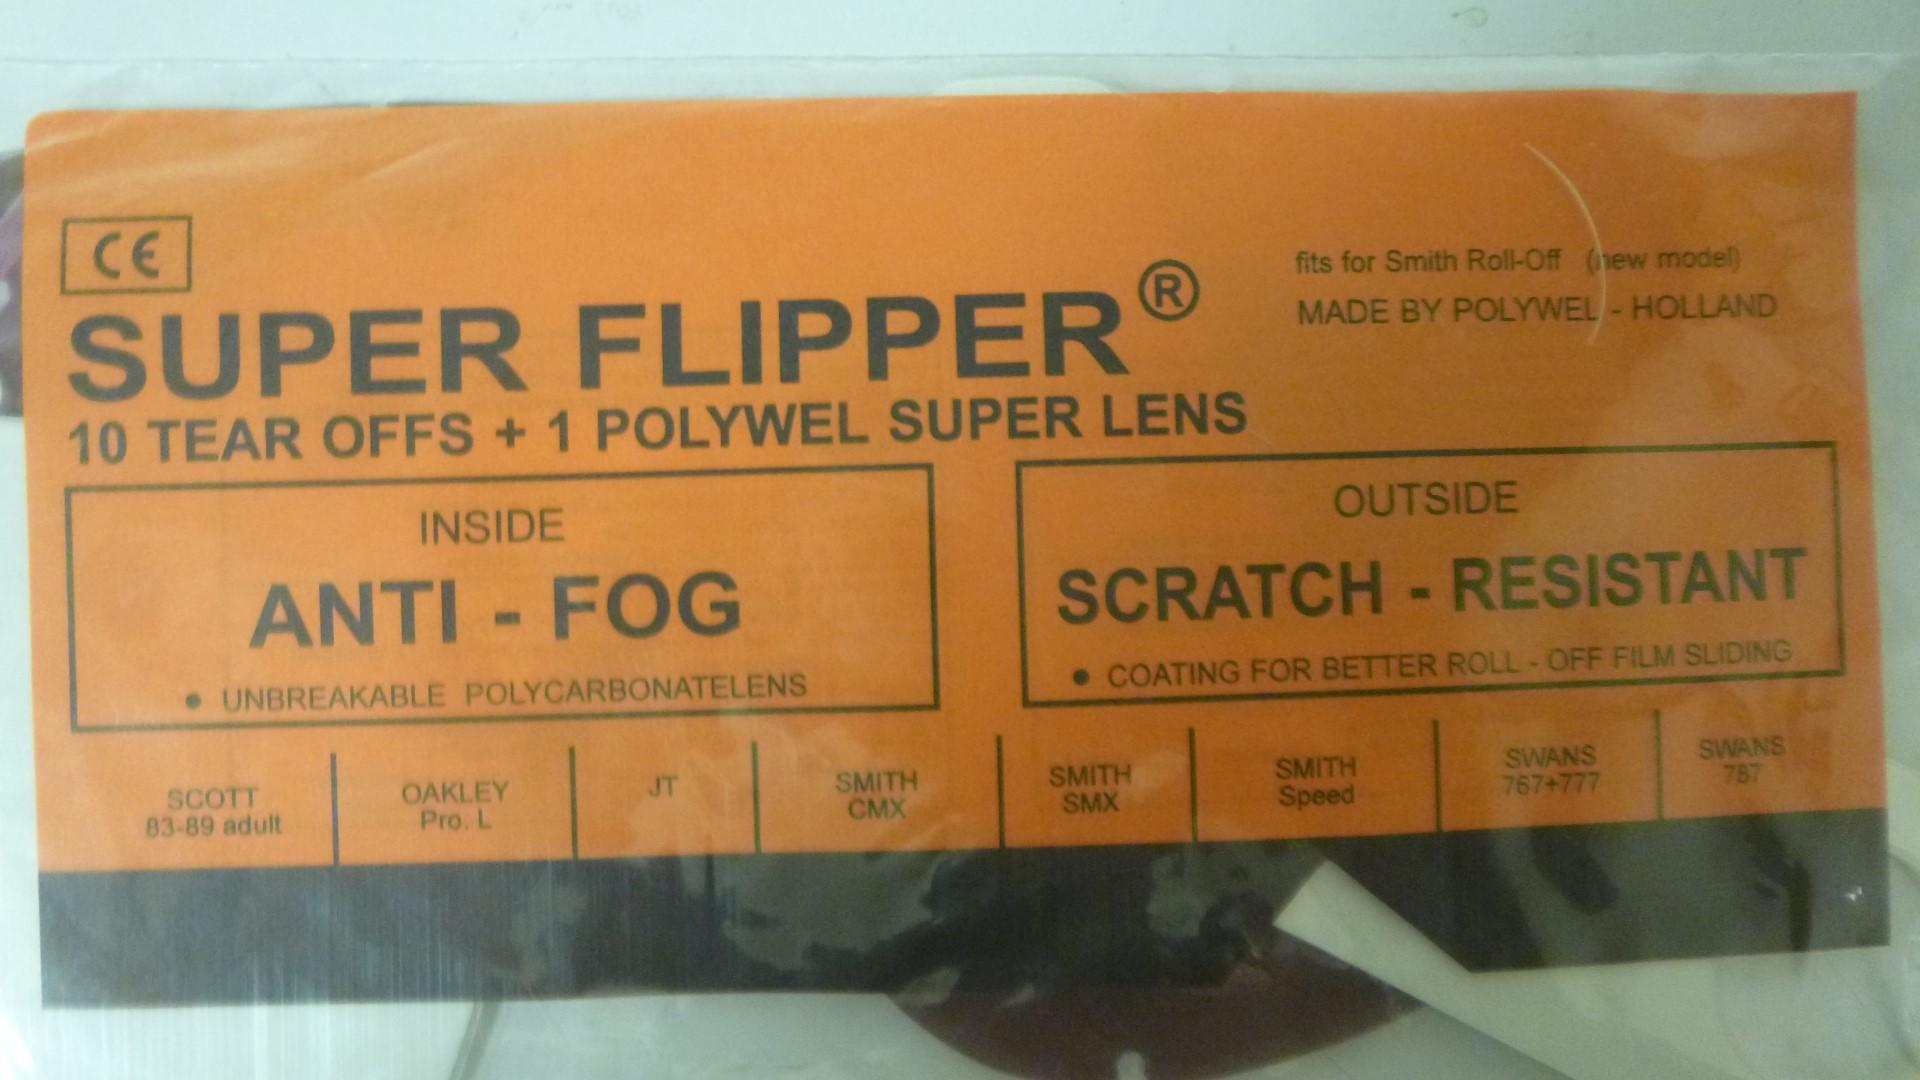 CE
SUPER FLIPPER®
fits for Smith Roll-Off (new model)
MADE BY POLYWEL - HOLLAND
10 TEAR OFFS + 1 POLYWEL SUPER LENS
INSIDE
ANTI - FOG
• UNBREAKABLE POLYCARBONATELENS
OUTSIDE
SCRATCH - RESISTANT
• COATING FOR BETTER ROLL - OFF FILM SLIDING
SCOTT
83-89 adult
OAKLEY
Pro. L
JT
SMITH
CMX
SMITH
SMX
SMITH
Speed
SWANS
767+777
SWANS
787